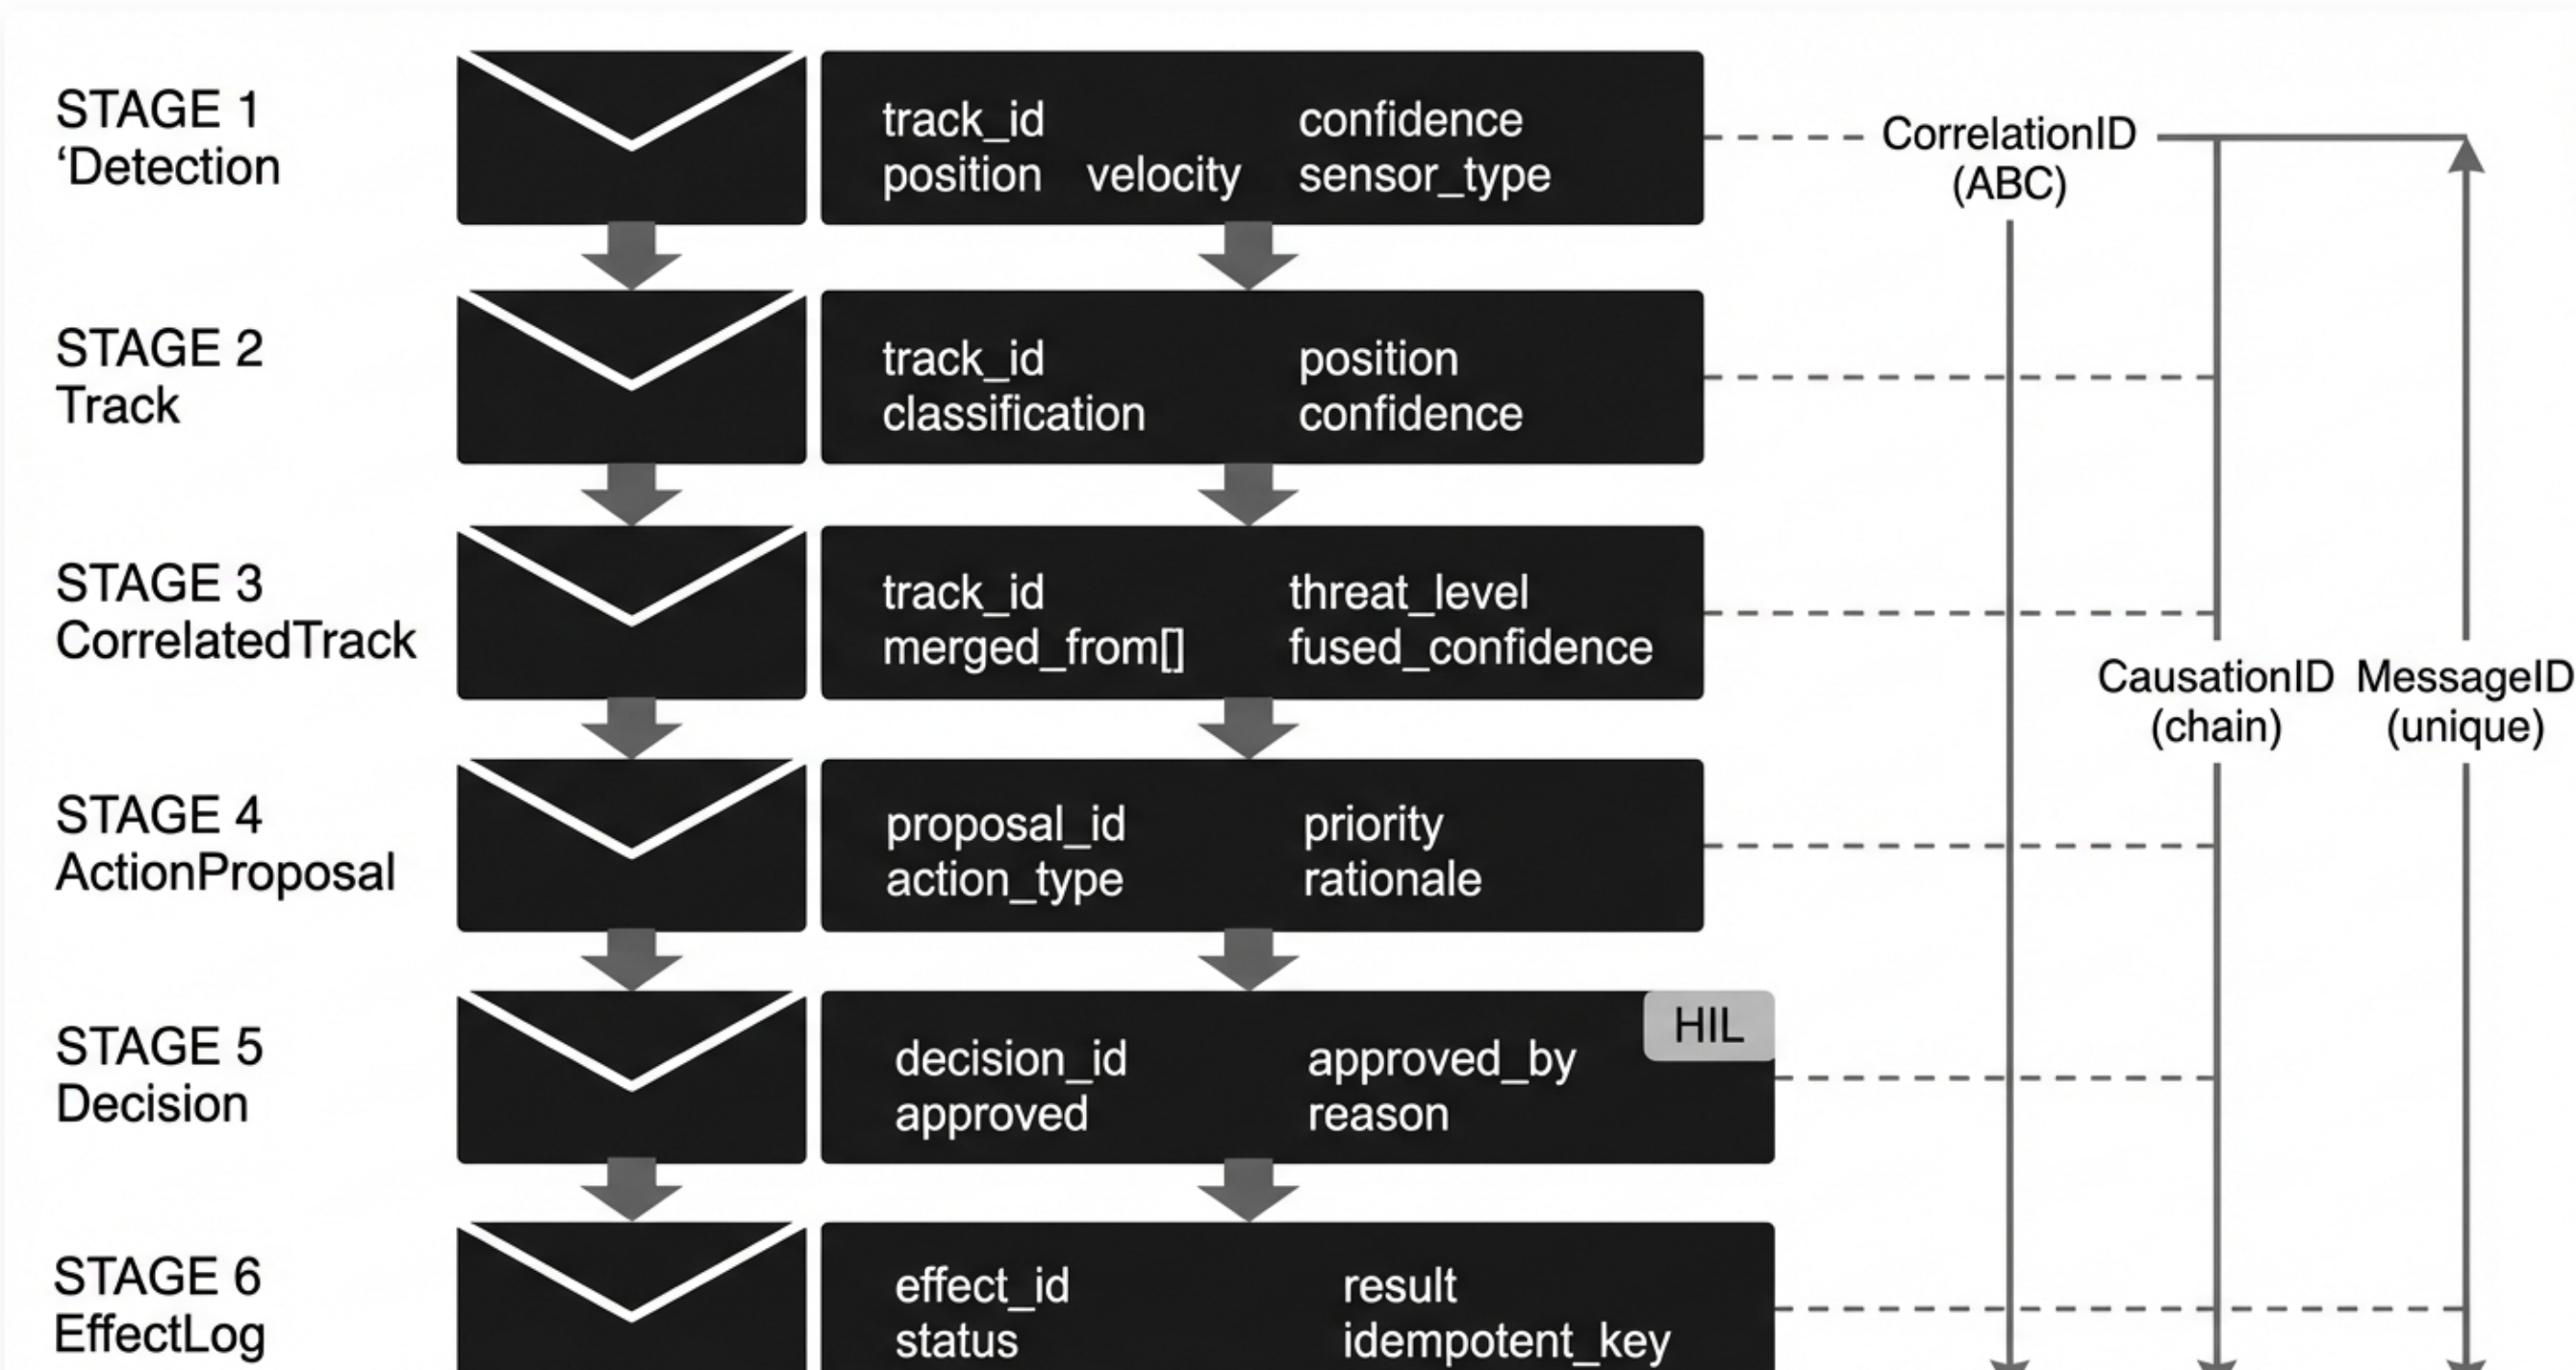 STAGE 1
‘Detection
track_id confidence
position velocity sensor_type
CorrelationID
(ABC)
STAGE 2
Track
track_id position
classification confidence
STAGE 3
CorrelatedTrack
track_id threat_level
merged_from[] fused_confidence
CausationID MessageID
(chain) (unique)
STAGE 4
ActionProposal
proposal_id priority
action_type rationale
STAGE 5
Decision
HIL
decision_id approved_by
approved reason
STAGE 6
EffectLog
effect_id result
status idempotent_key